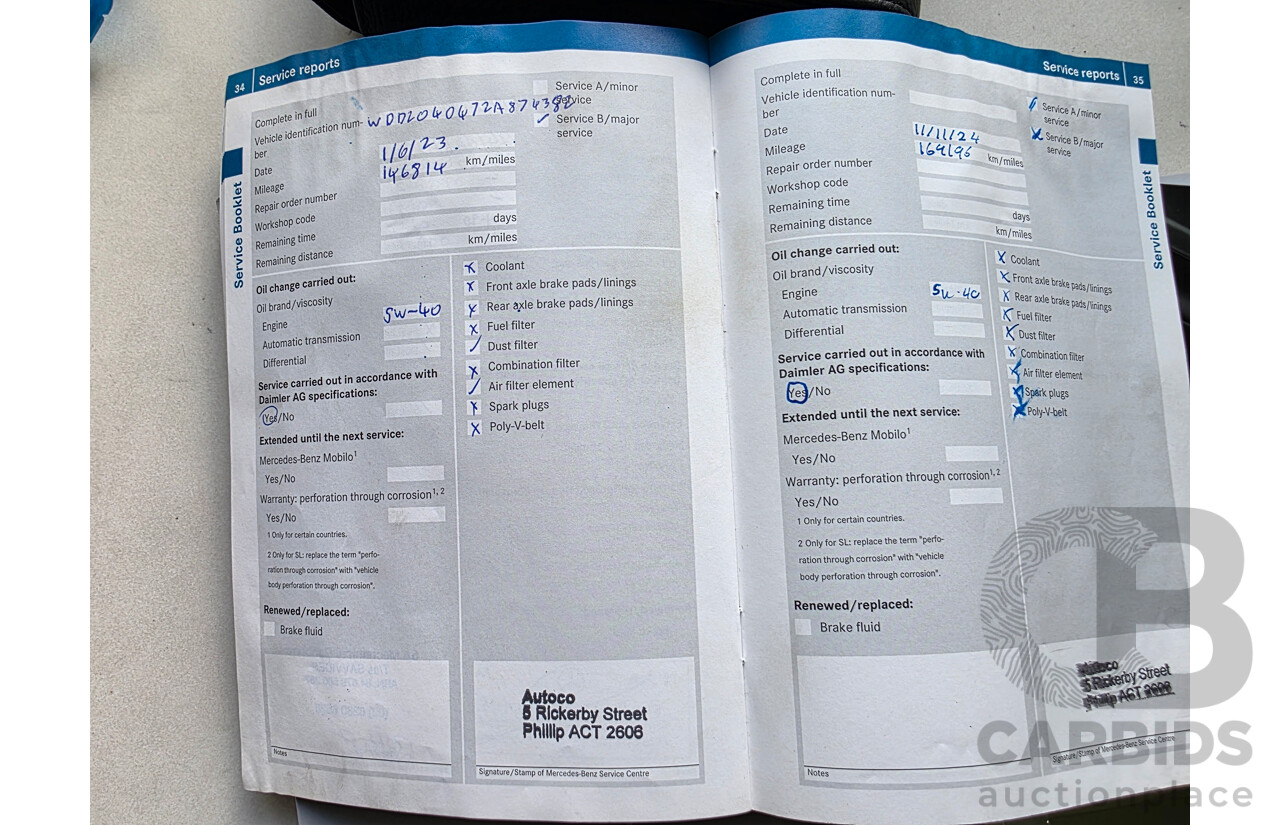 34 Service reports
Complete in full
Vehicle identification num-
ber
WDD2040472A874382
Date 1/6/23.
Mileage 146814 km/miles
Repair order number
Workshop code
Remaining time days
Remaining distance km/miles
Service A/minor
service
Service B/major
service
Oil change carried out:
Oil brand/viscosity
Engine 5W-40
Automatic transmission
Differential
Service carried out in accordance with
Daimler AG specifications:
Yes/No
Extended until the next service:
Mercedes-Benz Mobilo1
Yes/No
Warranty: perforation through corrosion1, 2
Yes/No
1 Only for certain countries.
2 Only for SL: replace the term "perfo-
ration through corrosion" with "vehicle
body perforation through corrosion".
Renewed/replaced:
Brake fluid
Notes
Coolant
Front axle brake pads/linings
Rear axle brake pads/linings
Fuel filter
Dust filter
Combination filter
Air filter element
Spark plugs
Poly-V-belt
Autoco
5 Rickerby Street
Phillip ACT 2606
Signature/Stamp of Mercedes-Benz Service Centre
Service Booklet
Service reports 35
Complete in full
Vehicle identification num-
ber
Date 11/11/24
Mileage 169196 km/miles
Repair order number
Workshop code
Remaining time days
Remaining distance km/miles
Service A/minor
service
Service B/major
service
Oil change carried out:
Oil brand/viscosity
Engine 5W-40
Automatic transmission
Differential
Service carried out in accordance with
Daimler AG specifications:
Yes/No
Extended until the next service:
Mercedes-Benz Mobilo1
Yes/No
Warranty: perforation through corrosion1, 2
Yes/No
1 Only for certain countries.
2 Only for SL: replace the term "perfo-
ration through corrosion" with "vehicle
body perforation through corrosion".
Renewed/replaced:
Brake fluid
Notes
Coolant
Front axle brake pads/linings
Rear axle brake pads/linings
Fuel filter
Dust filter
Combination filter
Air filter element
Spark plugs
Poly-V-belt
Autoco
5 Rickerby Street
Phillip ACT 2606
Signature/Stamp of Mercedes-Benz Service Centre
Service Booklet
CB
CARBIDS
auctionplace